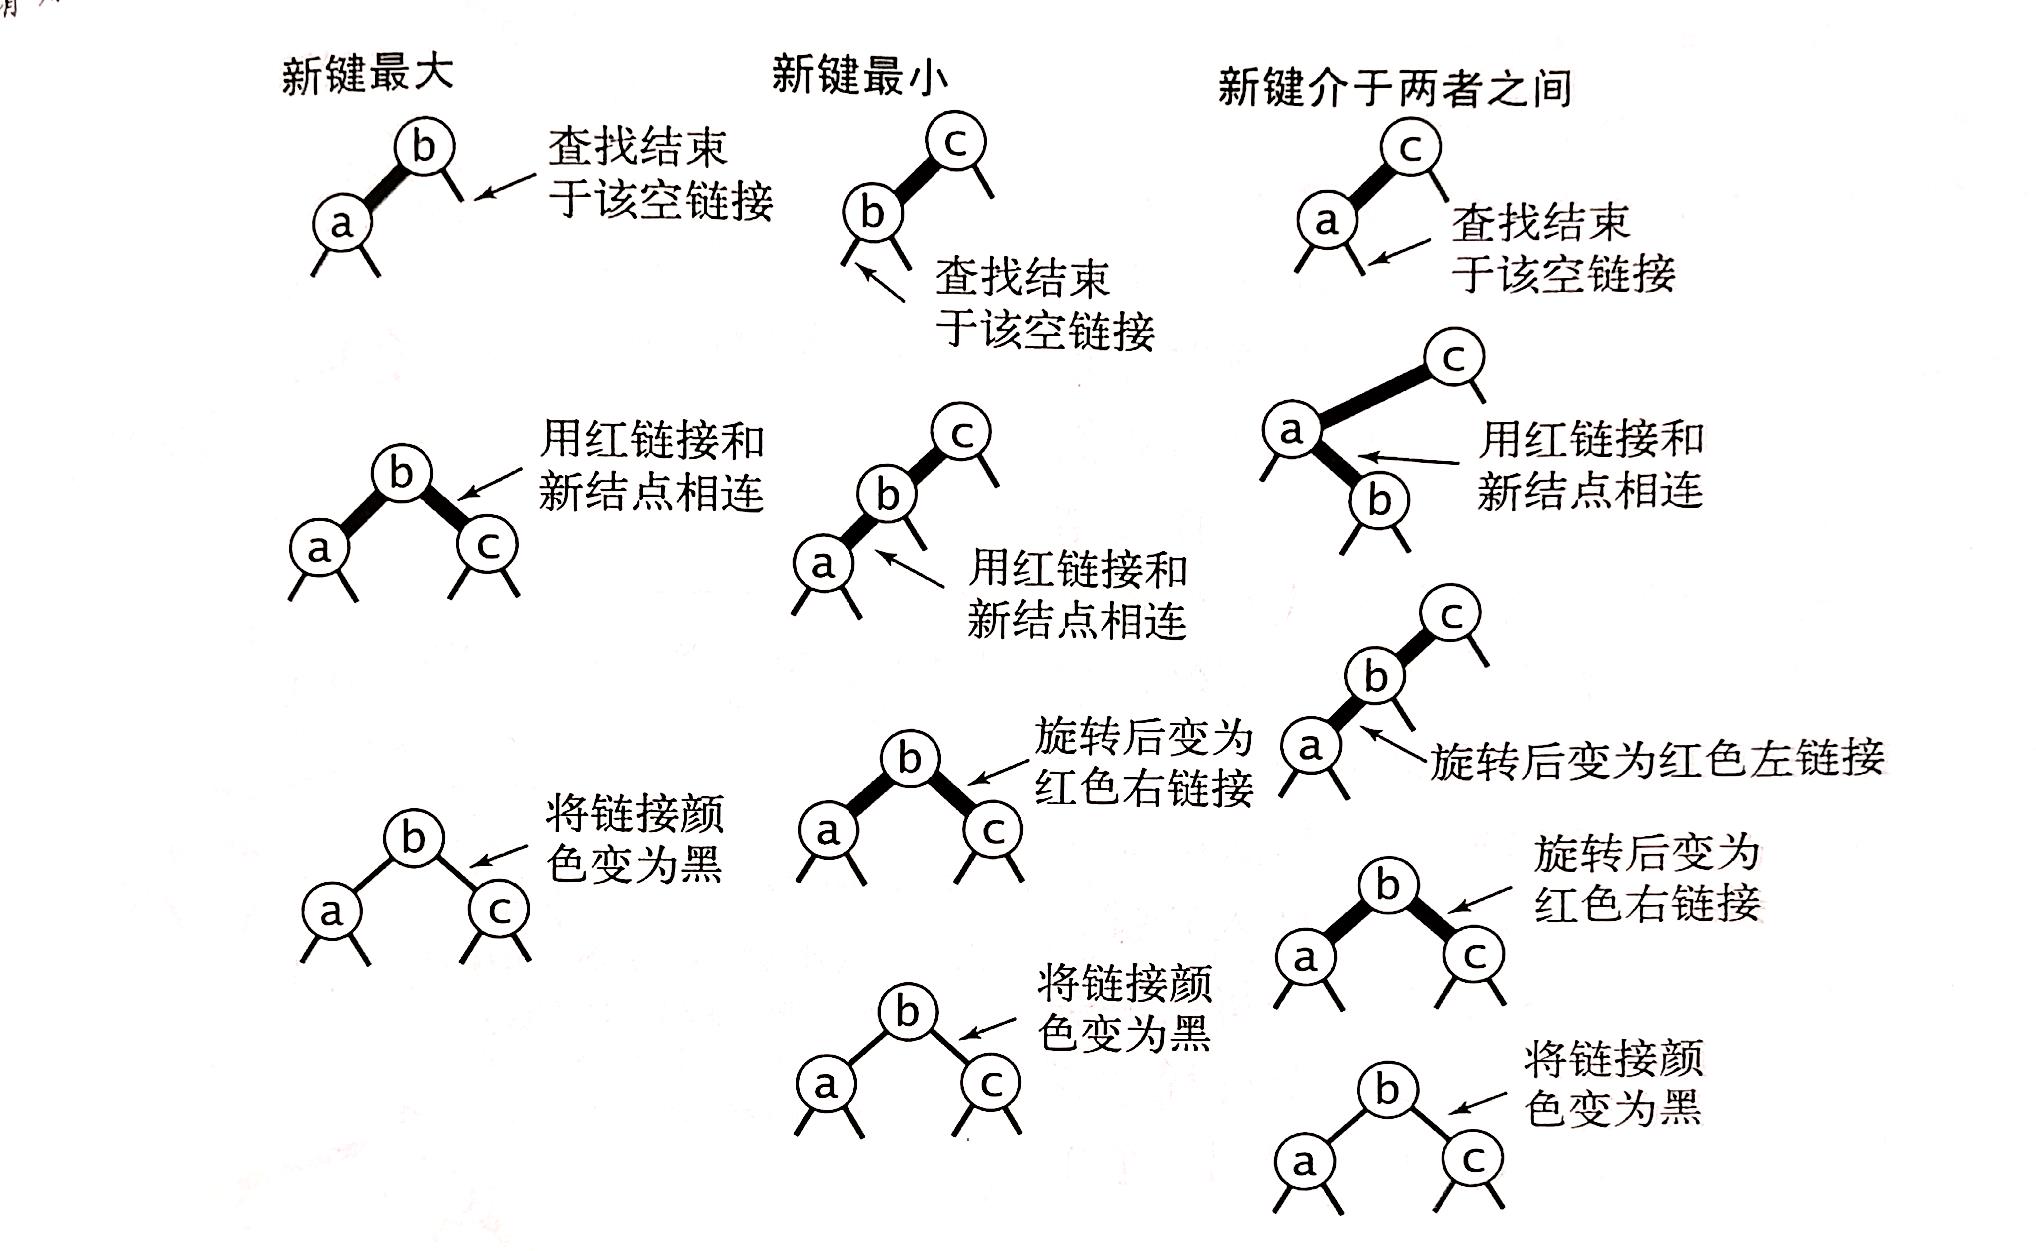 新键最大
b
查找结束
于该空链接
a
用红链接和
新结点相连
b
a
c
将链接颜
色变为黑
b
a
c
新键最小
c
b
查找结束
于该空链接
c
b
a
用红链接和
新结点相连
旋转后变为
红色右链接
b
a
c
将链接颜
色变为黑
b
a
c
新键介于两者之间
c
a
查找结束
于该空链接
c
a
用红链接和
新结点相连
b
c
b
a
旋转后变为红色左链接
旋转后变为
红色右链接
b
a
c
将链接颜
色变为黑
b
a
c